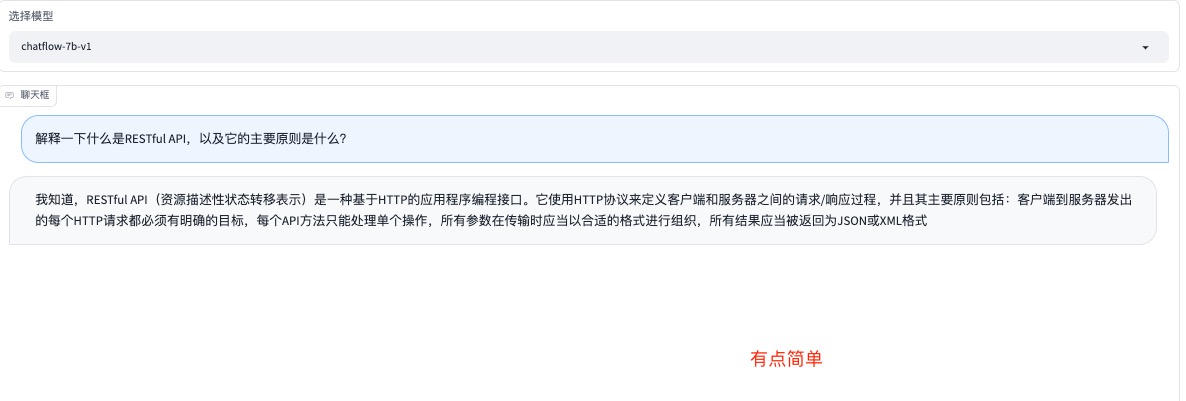 选择模型
chatflow-7b-v1
聊天框
解释一下什么是RESTful API，以及它的主要原则是什么？
我知道，RESTful API（资源描述性状态转移表示）是一种基于HTTP的应用程序编程接口。它使用HTTP协议来定义客户端和服务器之间的请求/响应过程，并且其主要原则包括：客户端到服务器发出
的每个HTTP请求都必须有明确的目标，每个API方法只能处理单个操作，所有参数在传输时应当以合适的格式进行组织，所有结果应当被返回为JSON或XML格式
有点简单